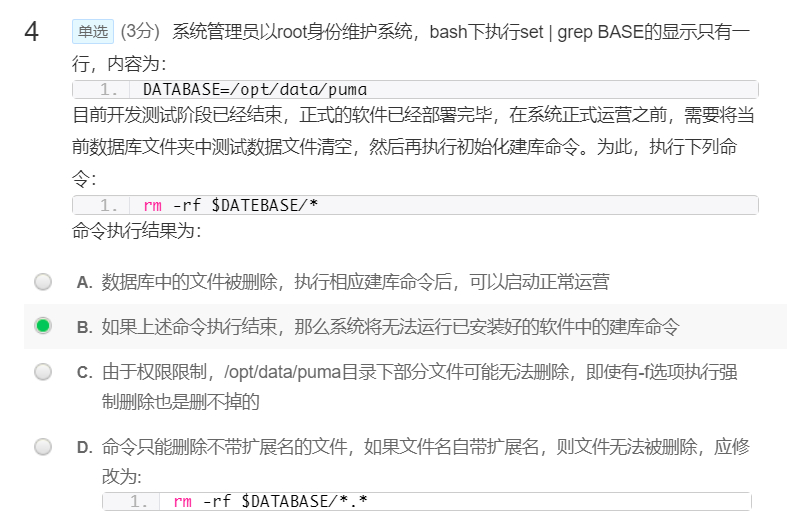 4 单选 (3分) 系统管理员以root身份维护系统，bash下执行set | grep BASE的显示只有一
行，内容为：
1. DATABASE=/opt/data/puma
目前开发测试阶段已经结束，正式的软件已经部署完毕，在系统正式运营之前，需要将当
前数据库文件夹中测试数据文件清空，然后再执行初始化建库命令。为此，执行下列命
令：
1. rm -rf $DATEBASE/*
命令执行结果为：
A. 数据库中的文件被删除，执行相应建库命令后，可以启动正常运营
B. 如果上述命令执行结束，那么系统将无法运行已安装好的软件中的建库命令
C. 由于权限限制，/opt/data/puma目录下部分文件可能无法删除，即使有-f选项执行强
制删除也是删不掉的
D. 命令只能删除不带扩展名的文件，如果文件名自带扩展名，则文件无法被删除，应修
改为:
1. rm -rf $DATABASE/*.*